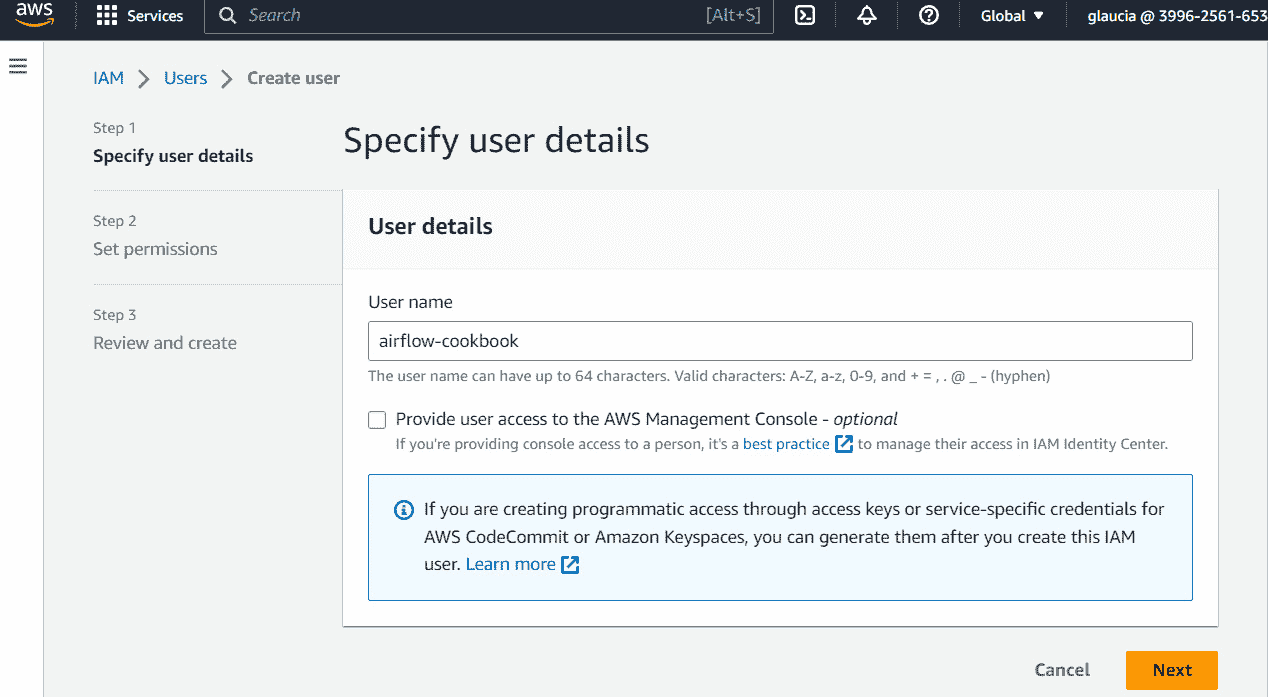 aws Services Search [Alt+S] Global ▼ glaucia @ 3996-2561-653
IAM > Users > Create user
Step 1
Specify user details
Step 2
Set permissions
Step 3
Review and create
Specify user details
User details
User name
airflow-cookbook
The user name can have up to 64 characters. Valid characters: A-Z, a-z, 0-9, and + = , . @ _ - (hyphen)
Provide user access to the AWS Management Console - optional
If you're providing console access to a person, it's a best practice to manage their access in IAM Identity Center.
If you are creating programmatic access through access keys or service-specific credentials for
AWS CodeCommit or Amazon Keyspaces, you can generate them after you create this IAM
user. Learn more
Cancel Next